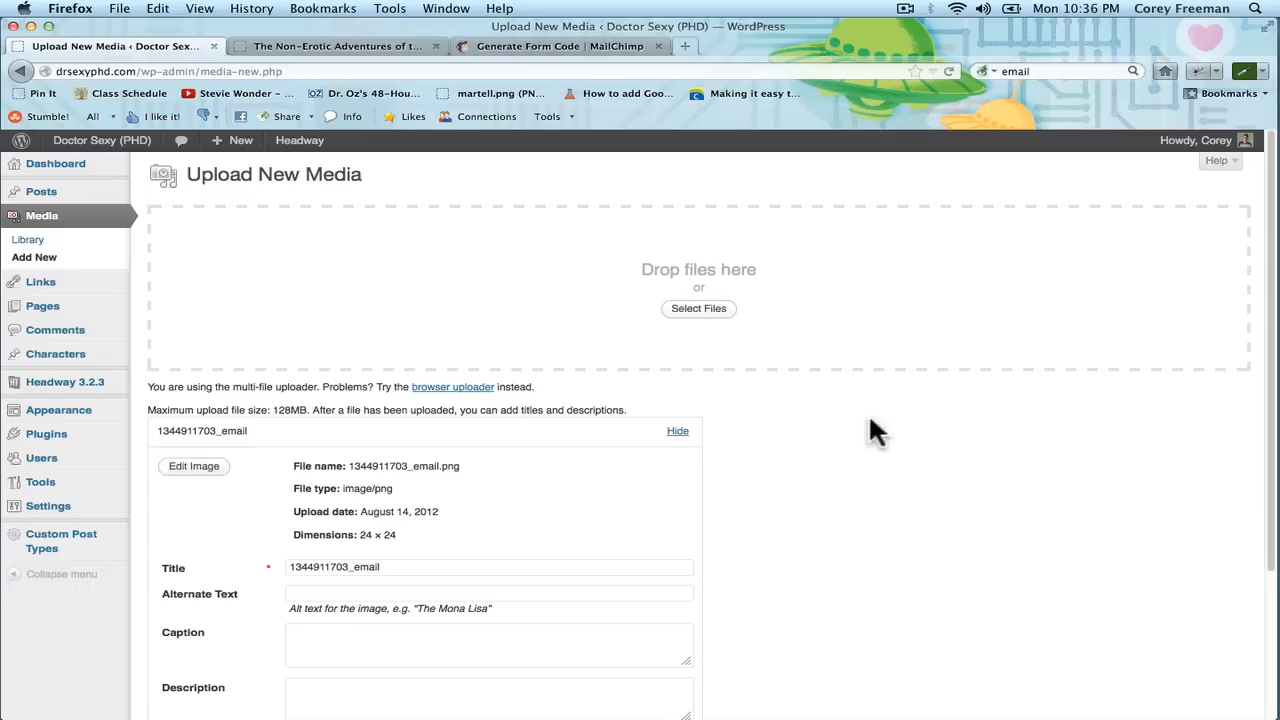 Firefox File Edit View History Bookmarks Tools Window Help Mon 10:36 PM Corey Freeman
Upload New Media ‹ Doctor Sexy (PHD) — WordPress
Upload New Media ‹ Doctor Sex... × The Non-Erotic Adventures of t... × Generate Form Code | MailChimp × +
drsexyphd.com/wp-admin/media-new.php email
Pin It Class Schedule Stevie Wonder – ... Dr. Oz's 48-Hou... martell.png (PN... How to add Goo... Making it easy t... Bookmarks
Stumble! All I like it! Share Info Likes Connections Tools
Doctor Sexy (PHD) + New Headway Howdy, Corey
Help
Dashboard
Posts
Media
Library
Add New
Links
Pages
Comments
Characters
Headway 3.2.3
Appearance
Plugins
Users
Tools
Settings
Custom Post
Types
Collapse menu
Upload New Media
Drop files here
or
Select Files
You are using the multi-file uploader. Problems? Try the browser uploader instead.
Maximum upload file size: 128MB. After a file has been uploaded, you can add titles and descriptions.
1344911703_email Hide
Edit Image File name: 1344911703_email.png
File type: image/png
Upload date: August 14, 2012
Dimensions: 24 × 24
Title * 1344911703_email
Alternate Text
Alt text for the image, e.g. “The Mona Lisa”
Caption
Description